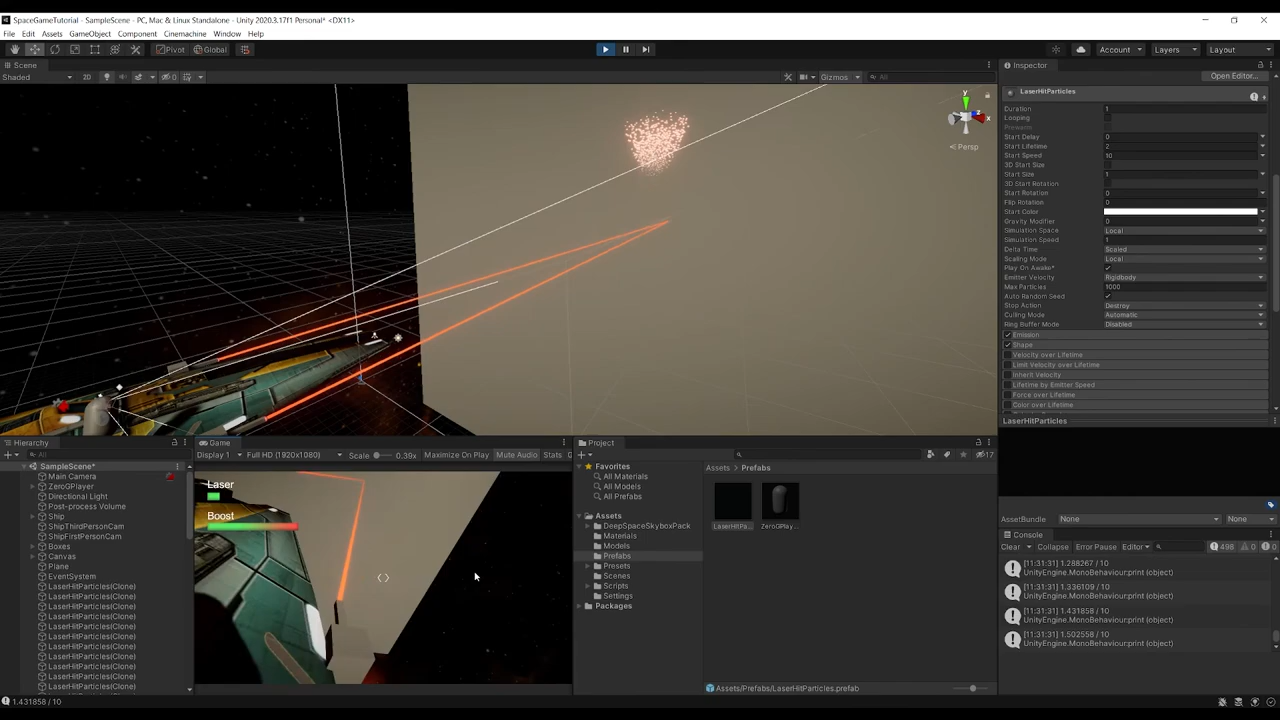 SpaceGameTutorial - SampleScene - PC, Mac & Linux Standalone - Unity 2020.3.17f1 Personal* <DX11>
File Edit Assets GameObject Component Cinemachine Window Help
Pivot Global Account Layers Layout
Scene
Shaded 2D 0 Gizmos All
y
x
Persp
Inspector
Open Editor...
LaserHitParticles
Duration 1
Looping
Prewarm
Start Delay 0
Start Lifetime 2
Start Speed 10
3D Start Size
Start Size 1
3D Start Rotation
Start Rotation 0
Flip Rotation 0
Start Color
Gravity Modifier 0
Simulation Space Local
Simulation Speed 1
Delta Time Scaled
Scaling Mode Local
Play On Awake*
Emitter Velocity Rigidbody
Max Particles 1000
Auto Random Seed
Stop Action Destroy
Culling Mode Automatic
Ring Buffer Mode Disabled
Emission
Shape
Velocity over Lifetime
Limit Velocity over Lifetime
Inherit Velocity
Lifetime by Emitter Speed
Force over Lifetime
Color over Lifetime
LaserHitParticles
AssetBundle None None
Hierarchy
All
SampleScene*
Main Camera
ZeroGPlayer
Directional Light
Post-process Volume
Ship
ShipThirdPersonCam
ShipFirstPersonCam
Boxes
Canvas
Plane
EventSystem
LaserHitParticles(Clone)
LaserHitParticles(Clone)
LaserHitParticles(Clone)
LaserHitParticles(Clone)
LaserHitParticles(Clone)
LaserHitParticles(Clone)
LaserHitParticles(Clone)
LaserHitParticles(Clone)
LaserHitParticles(Clone)
LaserHitParticles(Clone)
LaserHitParticles(Clone)
Game
Display 1 Full HD (1920x1080) Scale 0.39x Maximize On Play Mute Audio Stats
Laser
Boost
Project
17
Favorites
All Materials
All Models
All Prefabs
Assets
DeepSpaceSkyboxPack
Materials
Models
Prefabs
Presets
Scenes
Scripts
Settings
Packages
Assets > Prefabs
LaserHitPa... ZeroGPlay...
Assets/Prefabs/LaserHitParticles.prefab
Console
Clear Collapse Error Pause Editor 498 0 0
[11:31:31] 1.288267 / 10
UnityEngine.MonoBehaviour:print (object)
[11:31:31] 1.336109 / 10
UnityEngine.MonoBehaviour:print (object)
[11:31:31] 1.431858 / 10
UnityEngine.MonoBehaviour:print (object)
[11:31:31] 1.502558 / 10
UnityEngine.MonoBehaviour:print (object)
1.431858 / 10